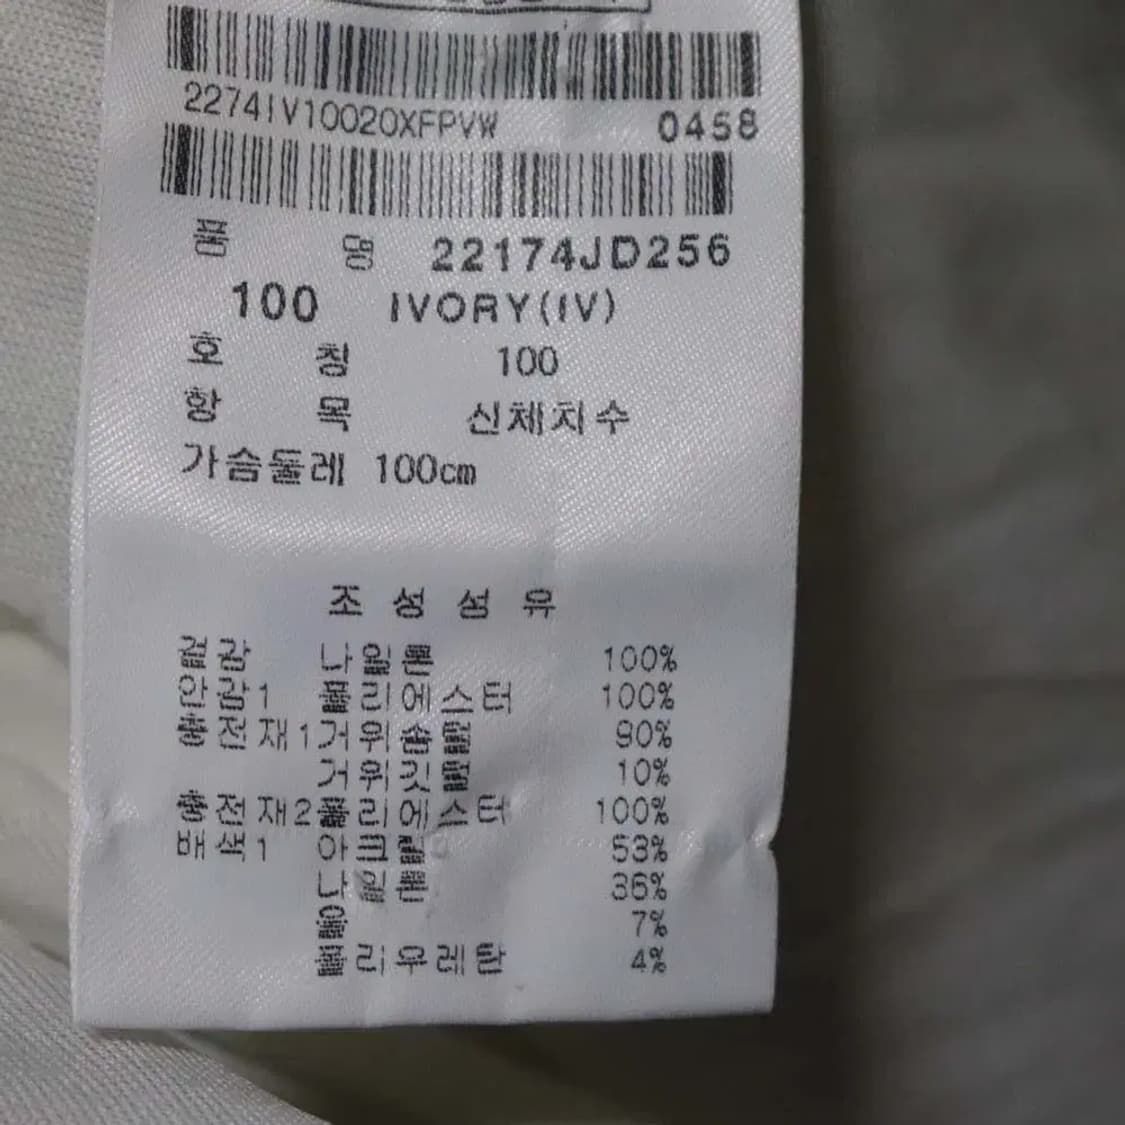 22741V10020XFPVW 0458
품 명 22174JD256
100 IVORY(IV)
호 칭 100
항 목 신체치수
가슴둘레 100cm
조 성 섬 유
겉감 나일론 100%
안감1 폴리에스터 100%
충전재1 거위솜털 90%
거위깃털 10%
충전재2 폴리에스터 100%
배색1 아크릴 53%
나일론 36%
울 7%
폴리우레탄 4%